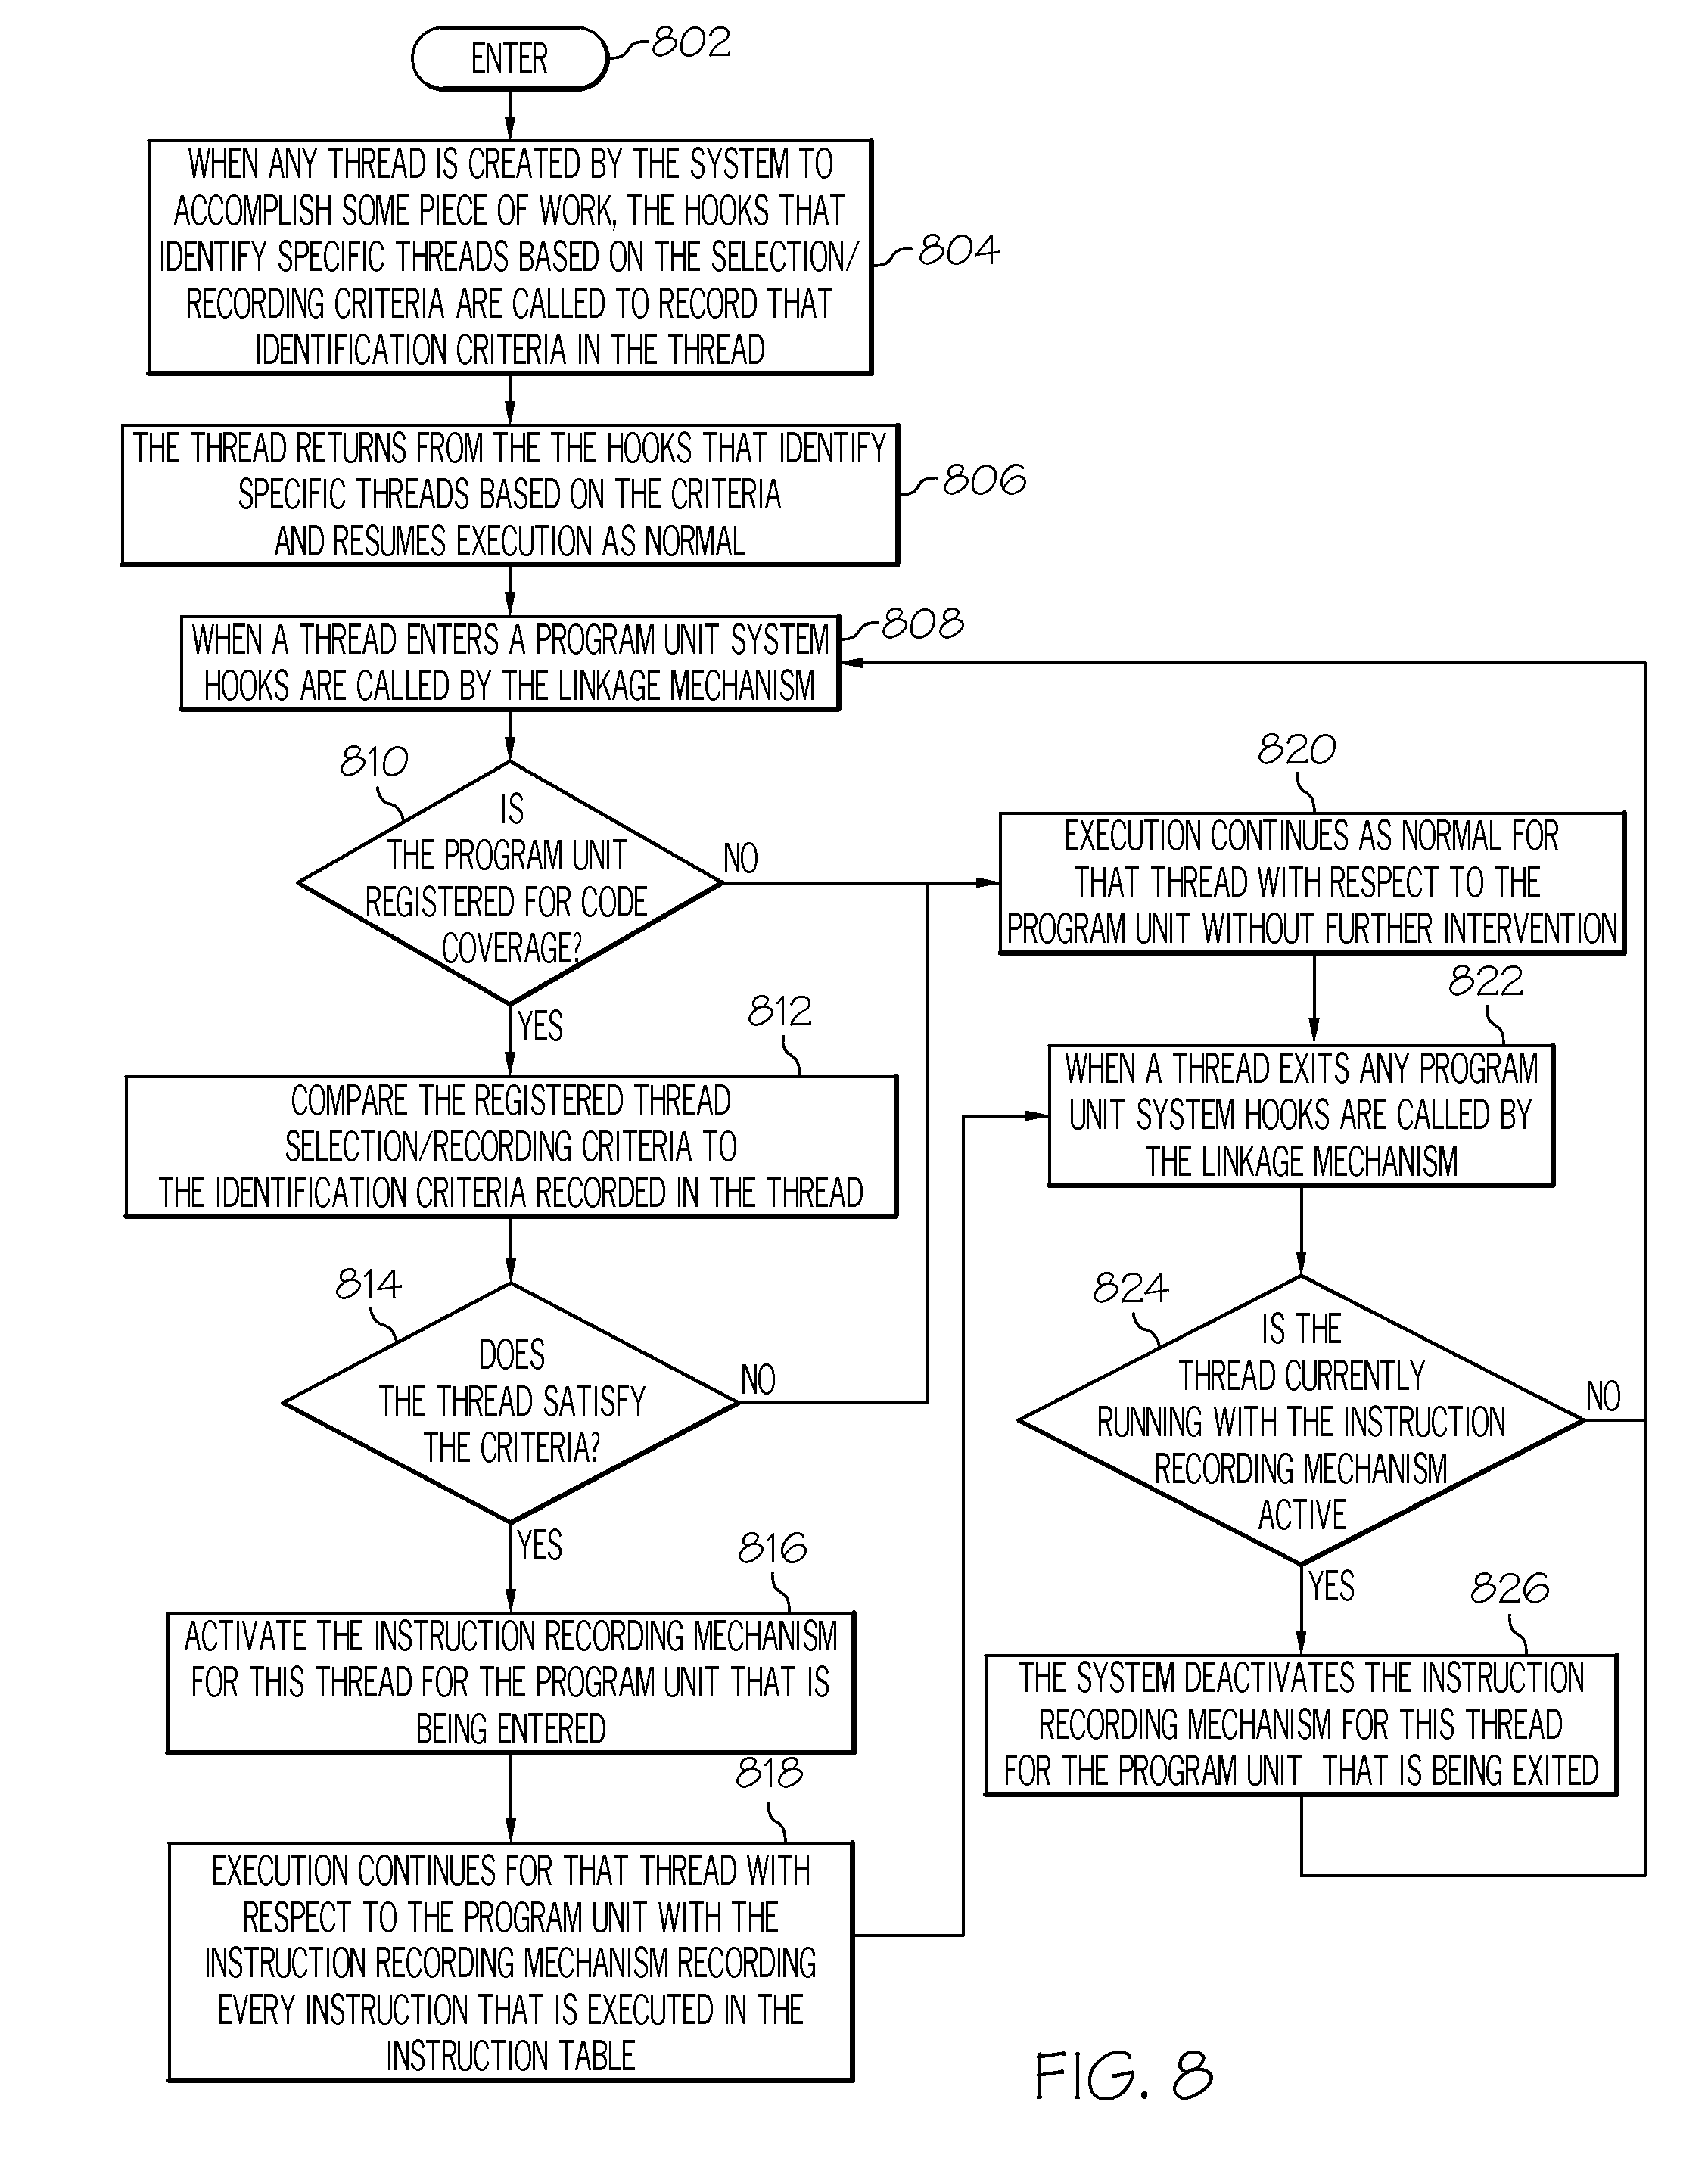 ENTER
802
WHEN ANY THREAD IS CREATED BY THE SYSTEM TO
ACCOMPLISH SOME PIECE OF WORK, THE HOOKS THAT
IDENTIFY SPECIFIC THREADS BASED ON THE SELECTION/
RECORDING CRITERIA ARE CALLED TO RECORD THAT
IDENTIFICATION CRITERIA IN THE THREAD
804
THE THREAD RETURNS FROM THE THE HOOKS THAT IDENTIFY
SPECIFIC THREADS BASED ON THE CRITERIA
AND RESUMES EXECUTION AS NORMAL
806
WHEN A THREAD ENTERS A PROGRAM UNIT SYSTEM
HOOKS ARE CALLED BY THE LINKAGE MECHANISM
808
810
IS
THE PROGRAM UNIT
REGISTERED FOR CODE
COVERAGE?
NO
YES
812
COMPARE THE REGISTERED THREAD
SELECTION/RECORDING CRITERIA TO
THE IDENTIFICATION CRITERIA RECORDED IN THE THREAD
814
DOES
THE THREAD SATISFY
THE CRITERIA?
NO
YES
816
ACTIVATE THE INSTRUCTION RECORDING MECHANISM
FOR THIS THREAD FOR THE PROGRAM UNIT THAT IS
BEING ENTERED
818
EXECUTION CONTINUES FOR THAT THREAD WITH
RESPECT TO THE PROGRAM UNIT WITH THE
INSTRUCTION RECORDING MECHANISM RECORDING
EVERY INSTRUCTION THAT IS EXECUTED IN THE
INSTRUCTION TABLE
820
EXECUTION CONTINUES AS NORMAL FOR
THAT THREAD WITH RESPECT TO THE
PROGRAM UNIT WITHOUT FURTHER INTERVENTION
822
WHEN A THREAD EXITS ANY PROGRAM
UNIT SYSTEM HOOKS ARE CALLED BY
THE LINKAGE MECHANISM
824
IS THE
THREAD CURRENTLY
RUNNING WITH THE INSTRUCTION
RECORDING MECHANISM
ACTIVE
NO
YES
826
THE SYSTEM DEACTIVATES THE INSTRUCTION
RECORDING MECHANISM FOR THIS THREAD
FOR THE PROGRAM UNIT THAT IS BEING EXITED
FIG. 8